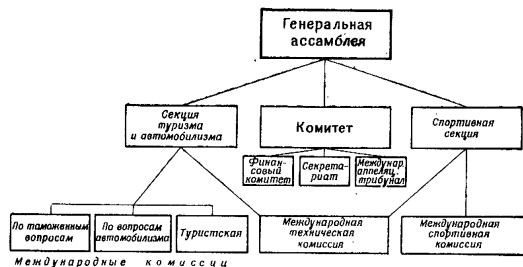 Генеральная
ассамблея
Секция
туризма
и автомобилизма
Комитет
Спортивная
секция
Финан-
совый
комитет
Секрета-
риат
Междунар.
аппеляц.
трибунал
По таможенным
вопросам
По вопросам
автомобилизма
Туристская
Международная
техническая
комиссия
Международная
спортивная
комиссия
Международные комиссии